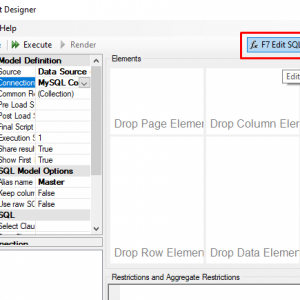 t Designer
Help
Execute Render
F7 Edit SQL
Model Definition
Source Data Source
Connection MySQL Co
Common Re (Collection)
Pre Load S
Post Load S
Final Script
Execution S 1
Share result True
Show First True
SQL Model Options
Alias name Master
Keep colum False
Use raw SC False
SQL
Select Clau
nnection
Elements
Edit
Drop Page Elemen
Drop Column Elem
Drop Row Elemen
Drop Data Elemen
Restrictions and Aggregate Restrictions